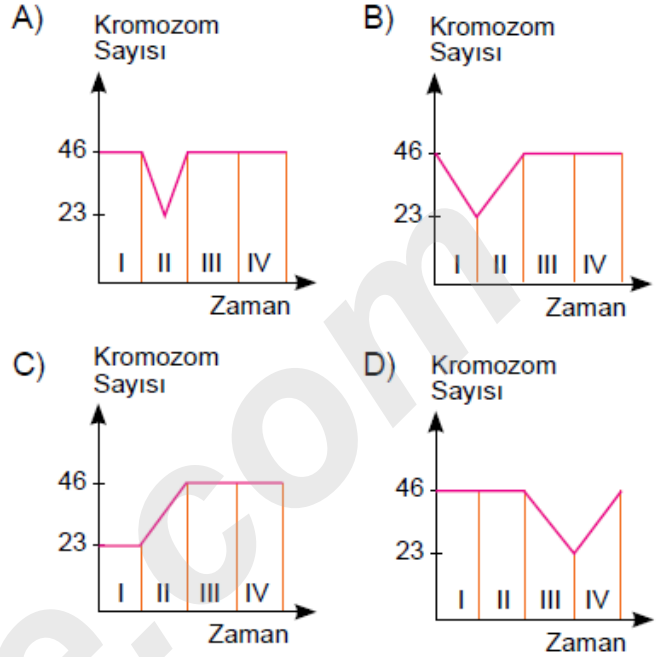 A)
Kromozom
Sayısı
46
23
I II III IV
Zaman
B)
Kromozom
Sayısı
46
23
I II III IV
Zaman
C)
Kromozom
Sayısı
46
23
I II III IV
Zaman
D)
Kromozom
Sayısı
46
23
I II III IV
Zaman
e.com